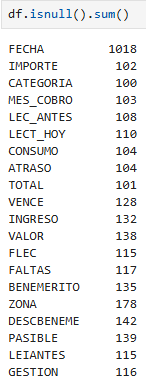 df.isnull().sum()
FECHA 1018
IMPORTE 102
CATEGORIA 100
MES_COBRO 103
LEC_ANTES 108
LECT_HOY 110
CONSUMO 104
ATRASO 104
TOTAL 101
VENCE 128
INGRESO 132
VALOR 138
FLEC 115
FALTAS 117
BENEMERITO 135
ZONA 178
DESCBENEME 142
PASIBLE 139
LEIANTES 115
GESTION 116